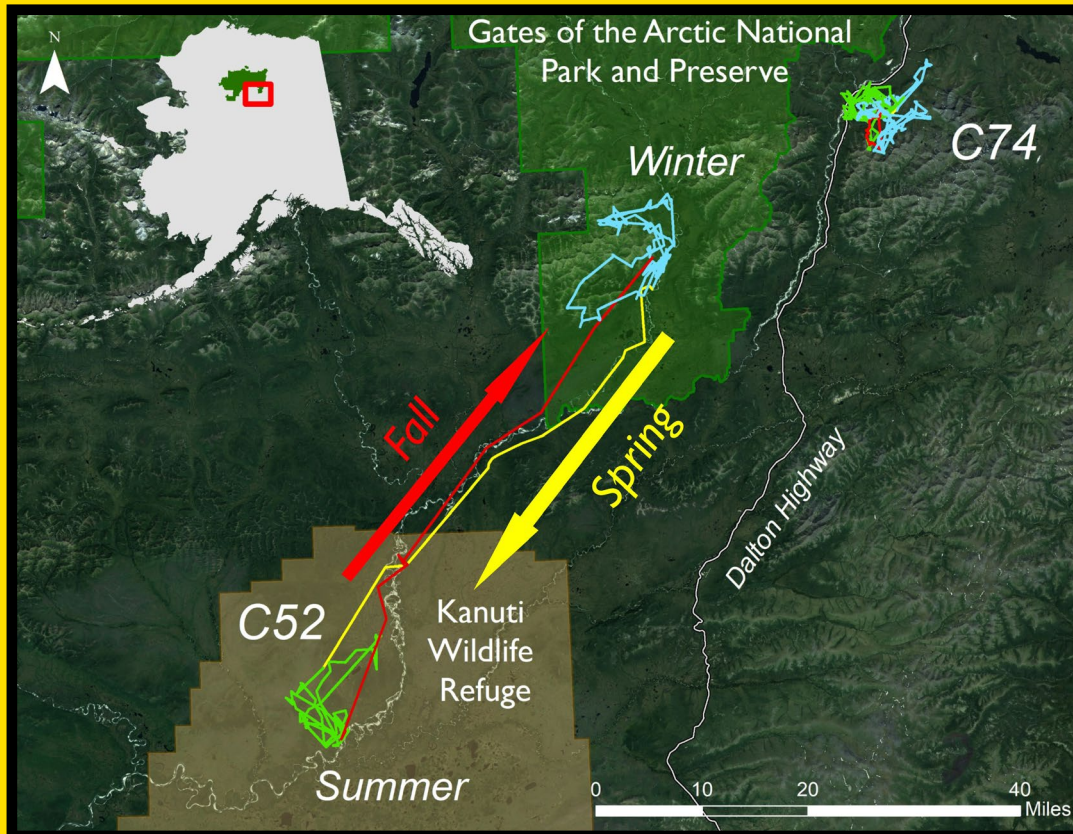 N
Gates of the Arctic National
Park and Preserve
C74
Winter
Fall
Spring
Dalton Highway
C52
Kanuti
Wildlife
Refuge
Summer
0 10 20 40
Miles